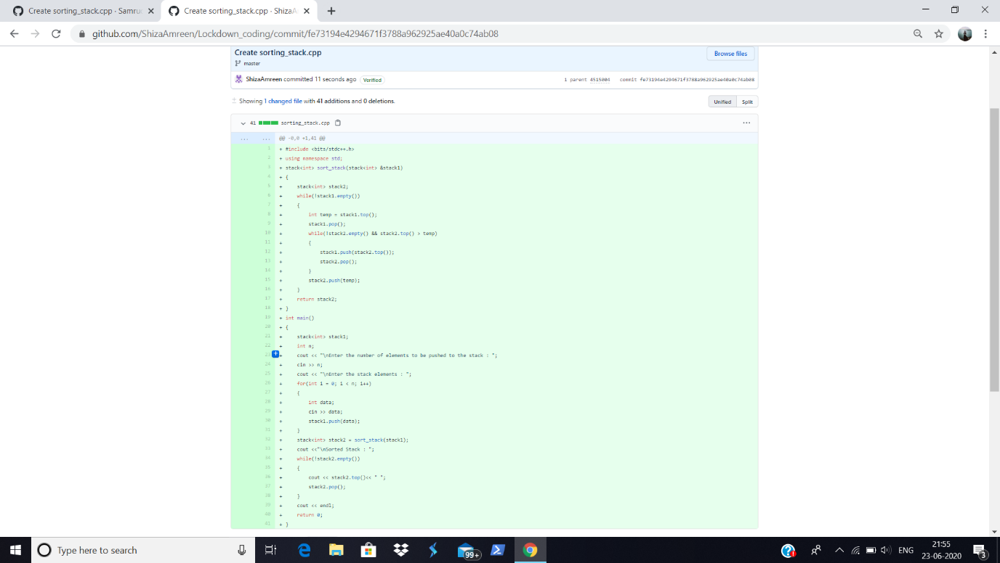 Create sorting_stack.cpp · Samru
Create sorting_stack.cpp · ShizaA
github.com/ShizaAmreen/Lockdown_coding/commit/fe73194e4294671f3788a962925ae40a0c74ab08
Create sorting_stack.cpp
Browse files
master
ShizaAmreen committed 11 seconds ago Verified
1 parent 4515004 commit fe73194e4294671f3788a962925ae40a0c74ab08
Showing 1 changed file with 41 additions and 0 deletions.
Unified Split
41 sorting_stack.cpp
... ... @@ -0,0 +1,41 @@
1 + #include <bits/stdc++.h>
2 + using namespace std;
3 + stack<int> sort_stack(stack<int> &stack1)
4 + {
5 + stack<int> stack2;
6 + while(!stack1.empty())
7 + {
8 + int temp = stack1.top();
9 + stack1.pop();
10 + while(!stack2.empty() && stack2.top() > temp)
11 + {
12 + stack1.push(stack2.top());
13 + stack2.pop();
14 + }
15 + stack2.push(temp);
16 + }
17 + return stack2;
18 + }
19 + int main()
20 + {
21 + stack<int> stack1;
22 + int n;
23 + cout << "\nEnter the number of elements to be pushed to the stack : ";
24 + cin >> n;
25 + cout << "\nEnter the stack elements : ";
26 + for(int i = 0; i < n; i++)
27 + {
28 + int data;
29 + cin >> data;
30 + stack1.push(data);
31 + }
32 + stack<int> stack2 = sort_stack(stack1);
33 + cout <<"\nSorted Stack : ";
34 + while(!stack2.empty())
35 + {
36 + cout << stack2.top()<< " ";
37 + stack2.pop();
38 + }
39 + cout << endl;
40 + return 0;
41 + }
Type here to search
99+
ENG
21:55
23-06-2020
3